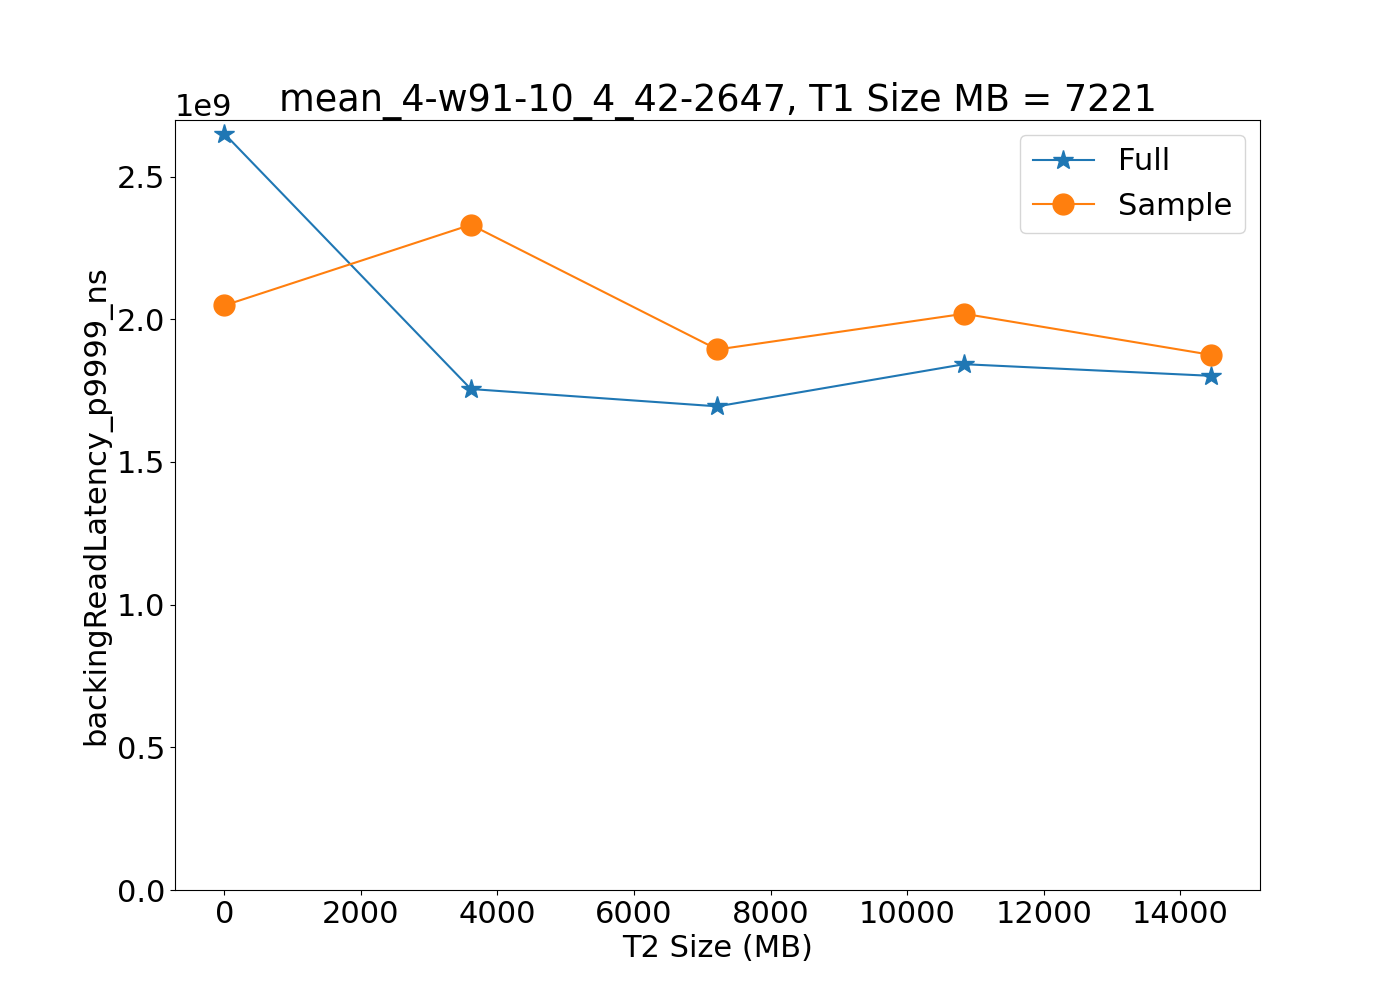 mean_4-w91-10_4_42-2647, T1 Size MB = 7221
1e9
Full
Sample
2.5
2.0
1.5
1.0
0.5
0.0
backingReadLatency_p9999_ns
0 2000 4000 6000 8000 10000 12000 14000
T2 Size (MB)